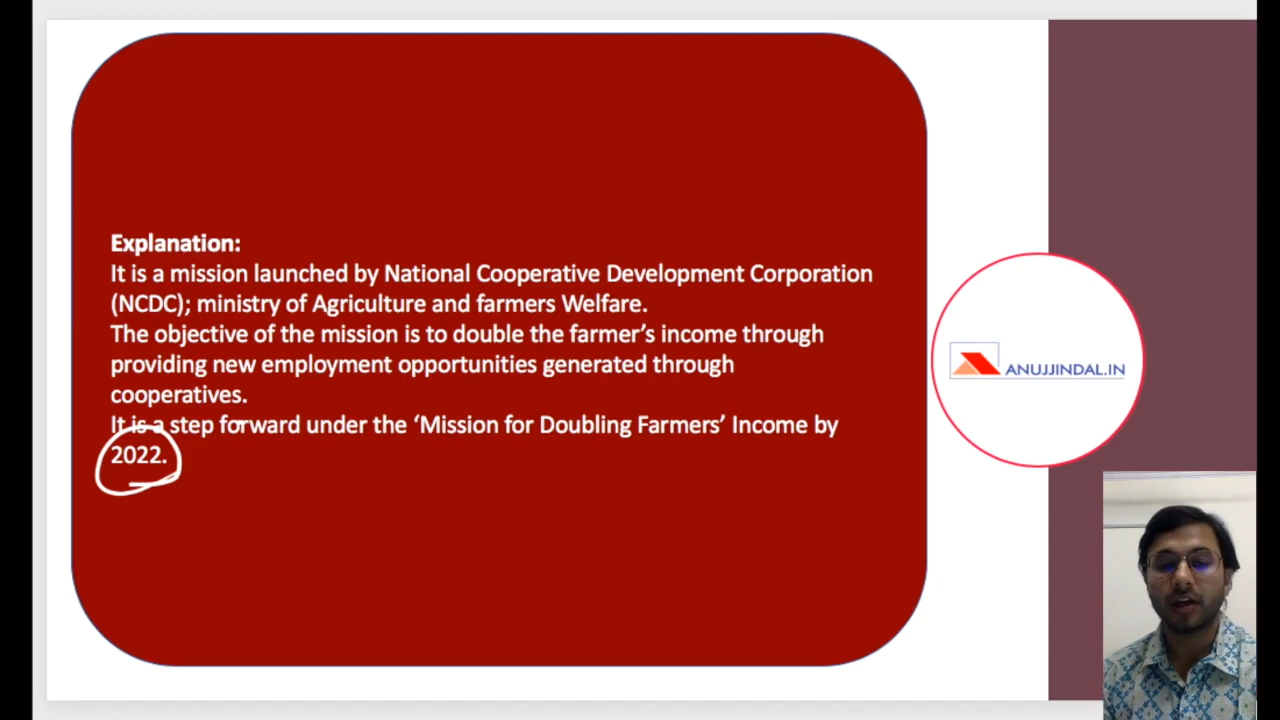 Explanation:
It is a mission launched by National Cooperative Development Corporation
(NCDC); ministry of Agriculture and farmers Welfare.
The objective of the mission is to double the farmer’s income through
providing new employment opportunities generated through
cooperatives.
It is a step forward under the ‘Mission for Doubling Farmers’ Income by
2022.
ANUJJINDAL.IN